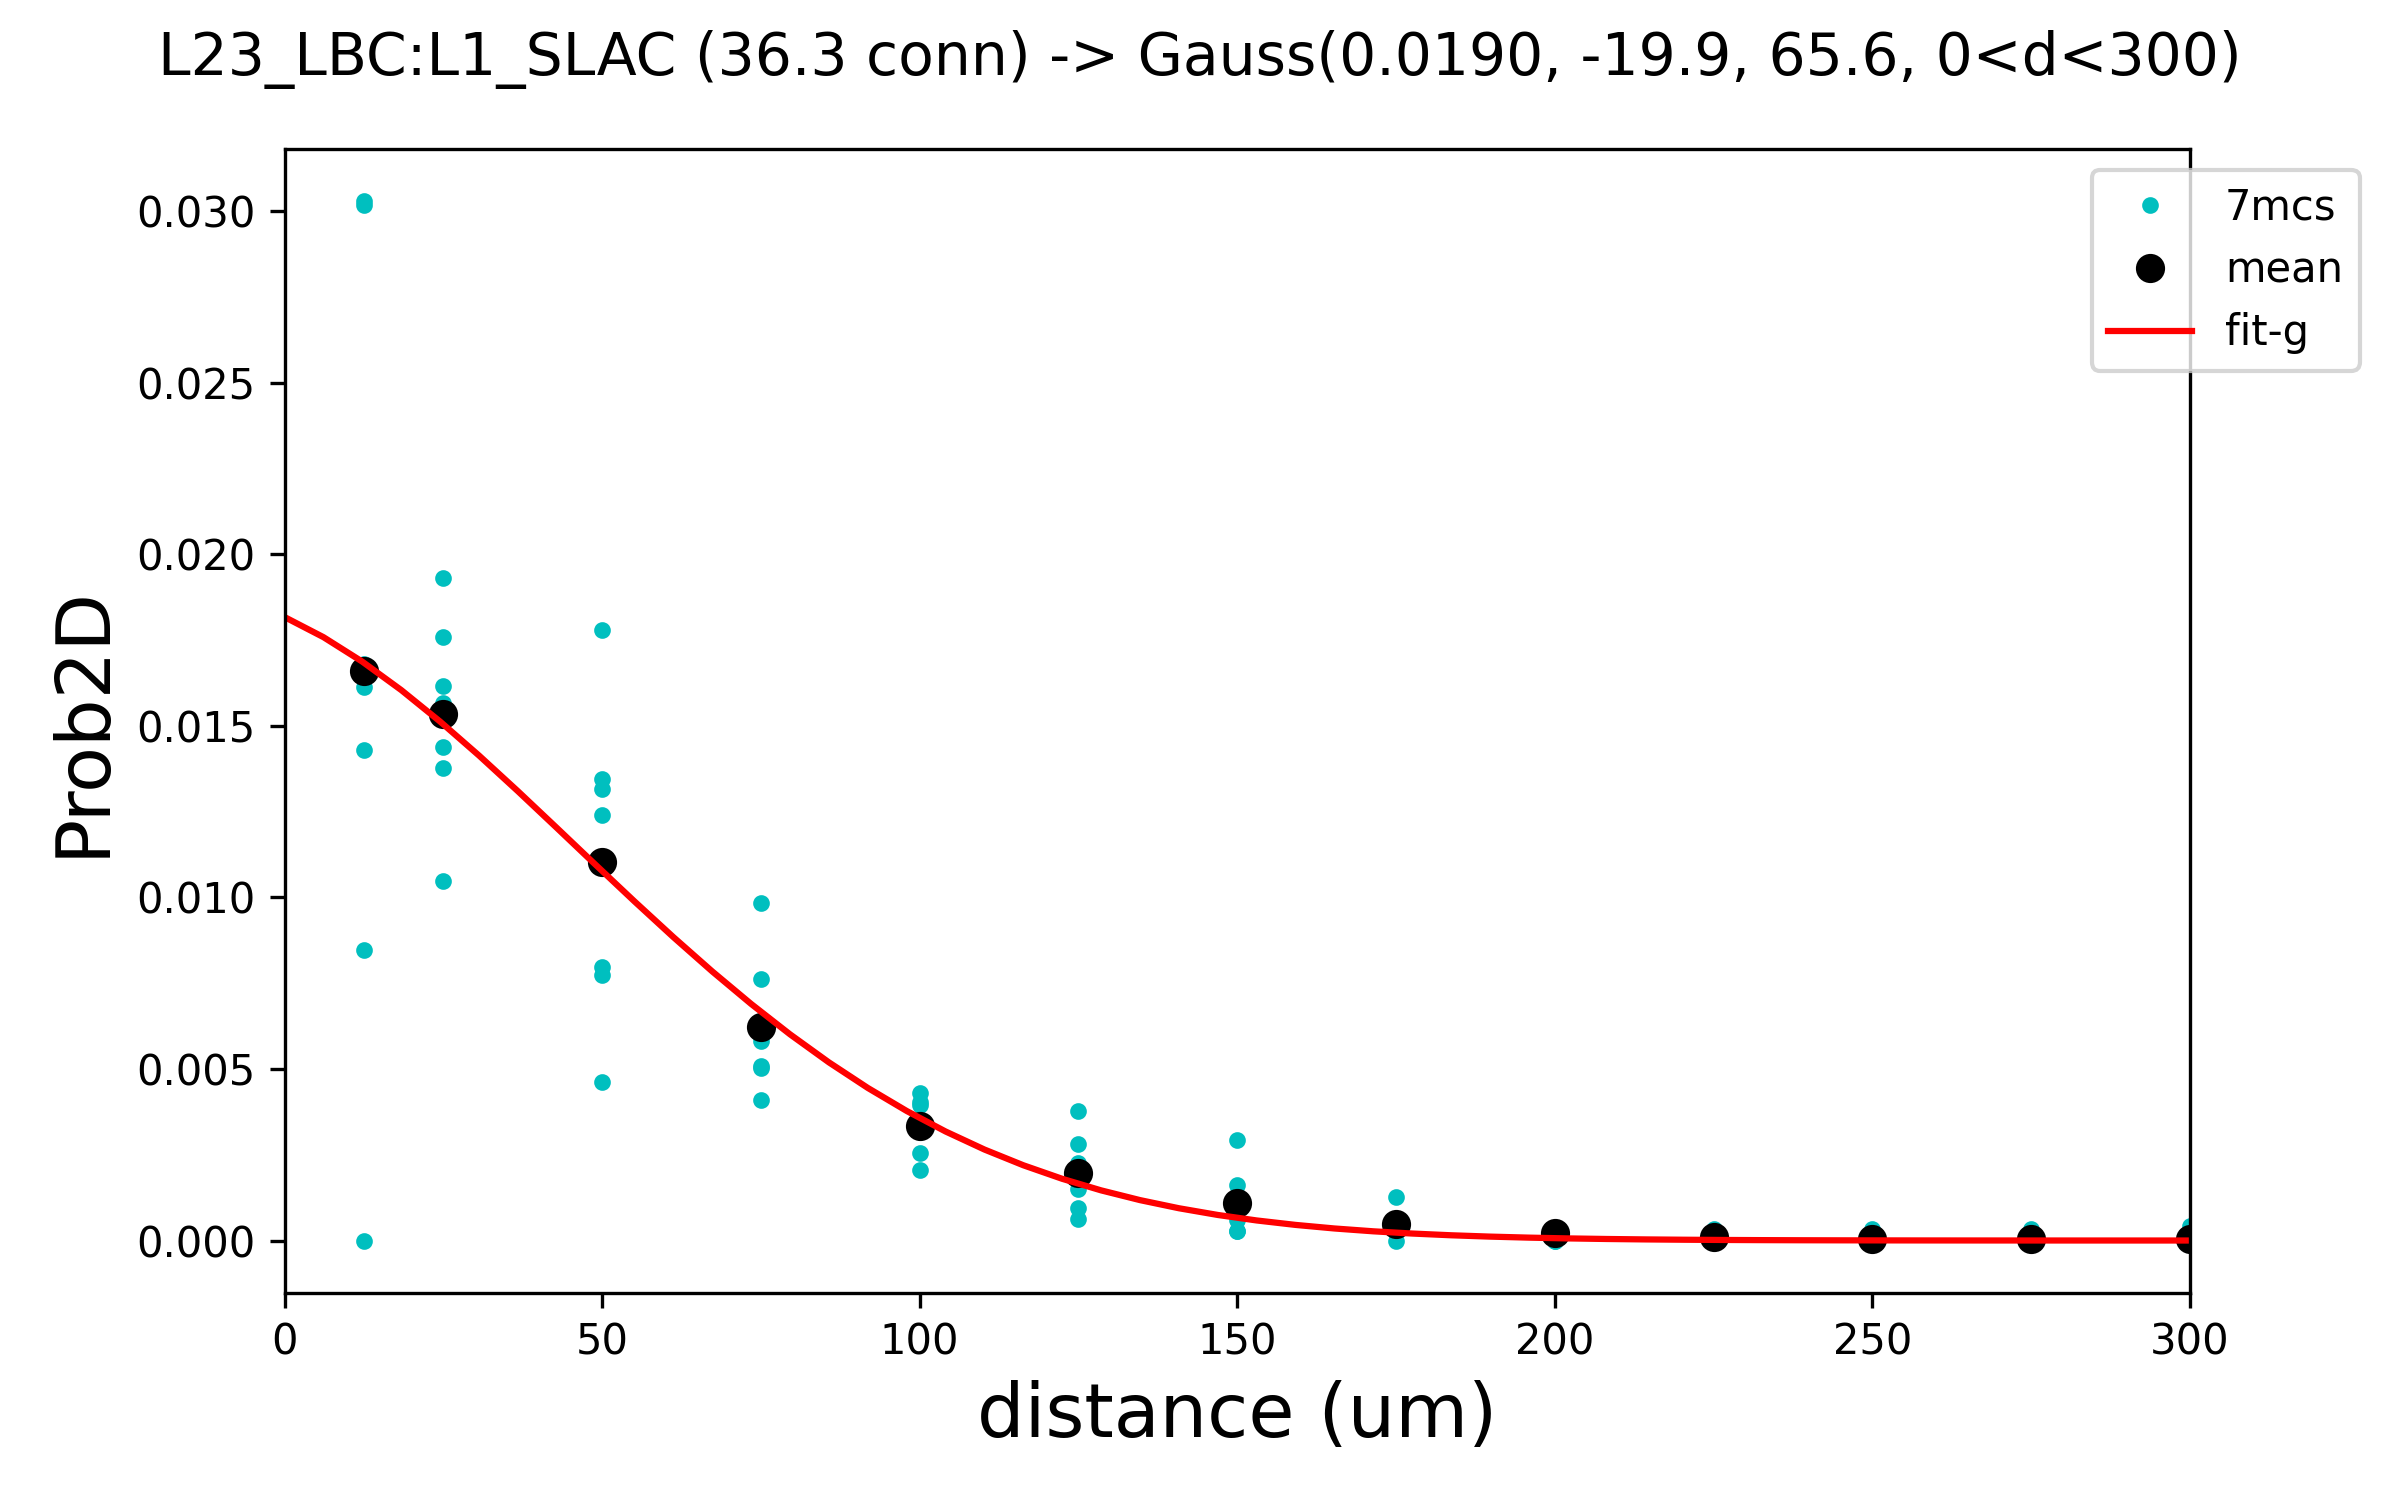 L23_LBC:L1_SLAC (36.3 conn) -> Gauss(0.0190, -19.9, 65.6, 0<d<300)
7mcs
mean
fit-g
Prob2D
0.030
0.025
0.020
0.015
0.010
0.005
0.000
0 50 100 150 200 250 300
distance (um)